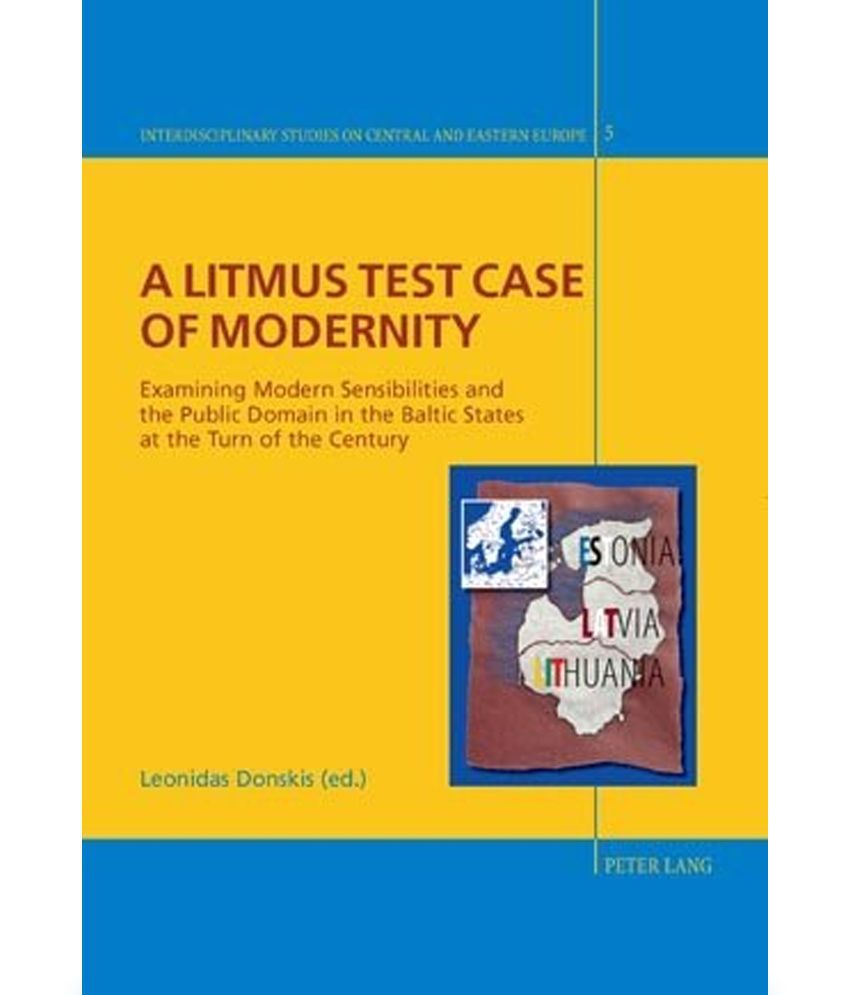 INTERDISCIPLINARY STUDIES ON CENTRAL AND EASTERN EUROPE 5
A LITMUS TEST CASE
OF MODERNITY
Examining Modern Sensibilities and
the Public Domain in the Baltic States
at the Turn of the Century
ESTONIA
LATVIA
LITHUANIA
Leonidas Donskis (ed.)
PETER LANG